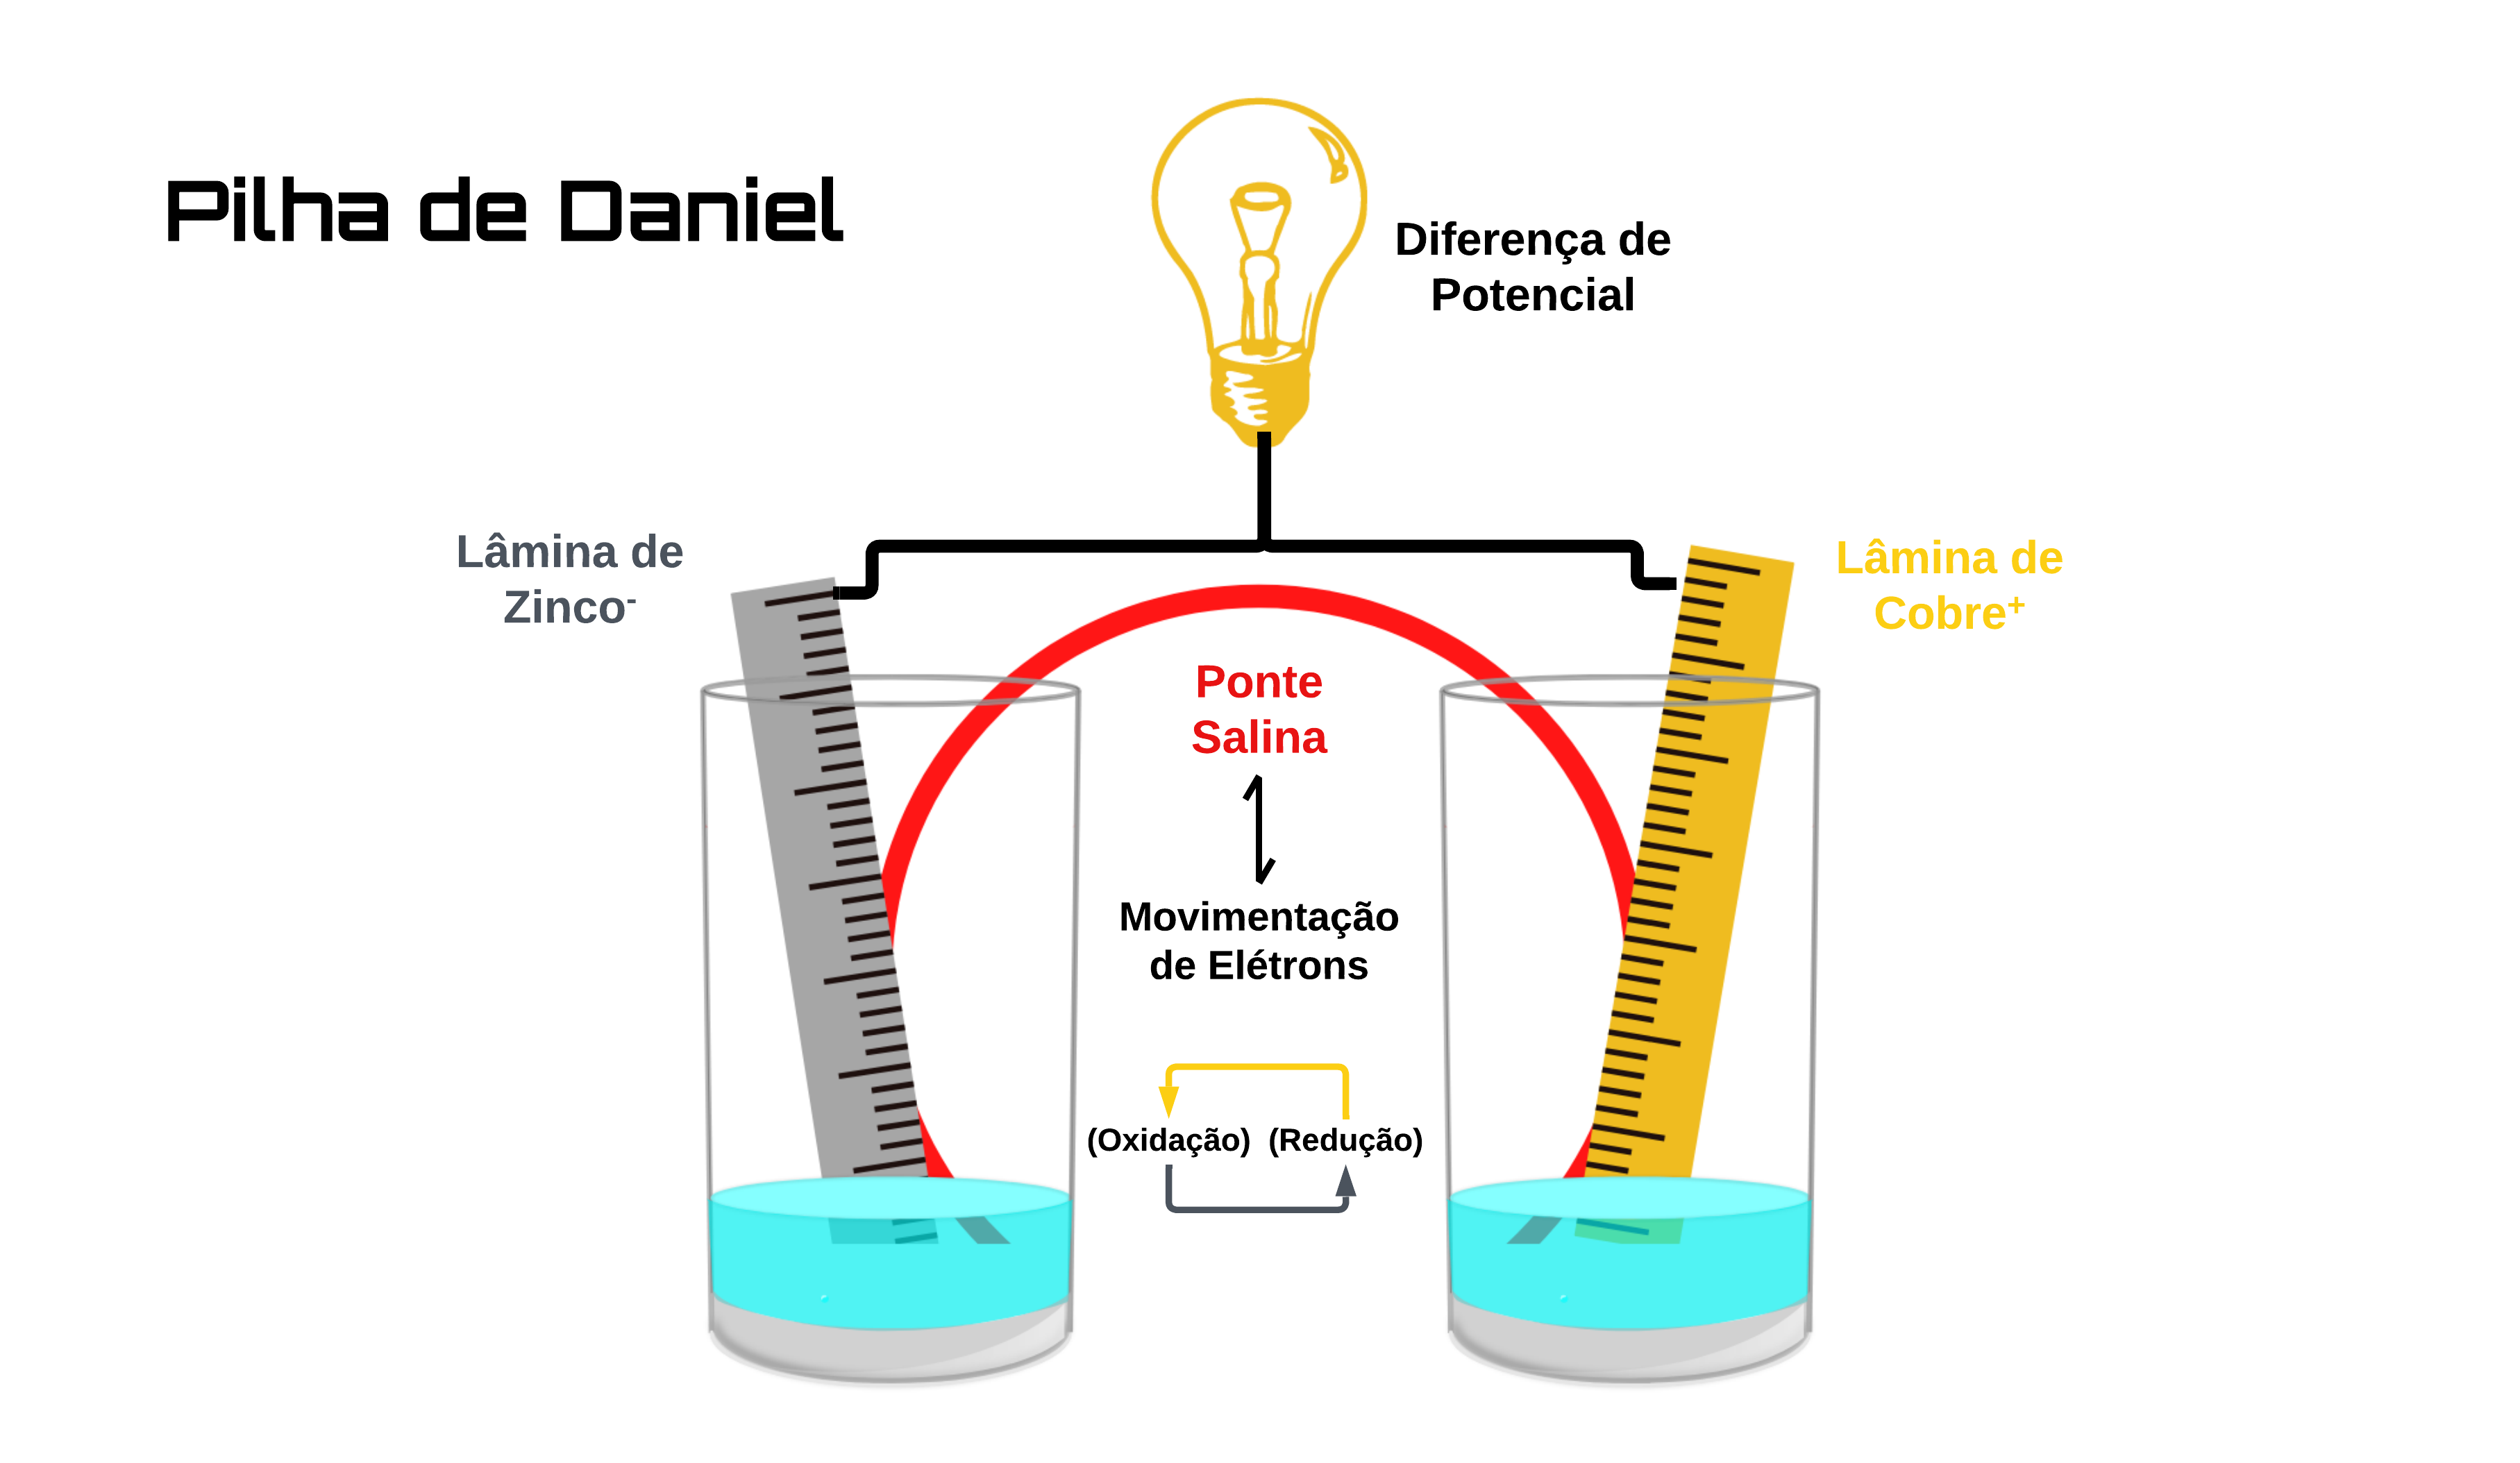 Pilha de Daniel
Diferença de
Potencial
Lâmina de
Zinco⁻
Lâmina de
Cobre⁺
Ponte
Salina
Movimentação
de Elétrons
(Oxidação) (Redução)